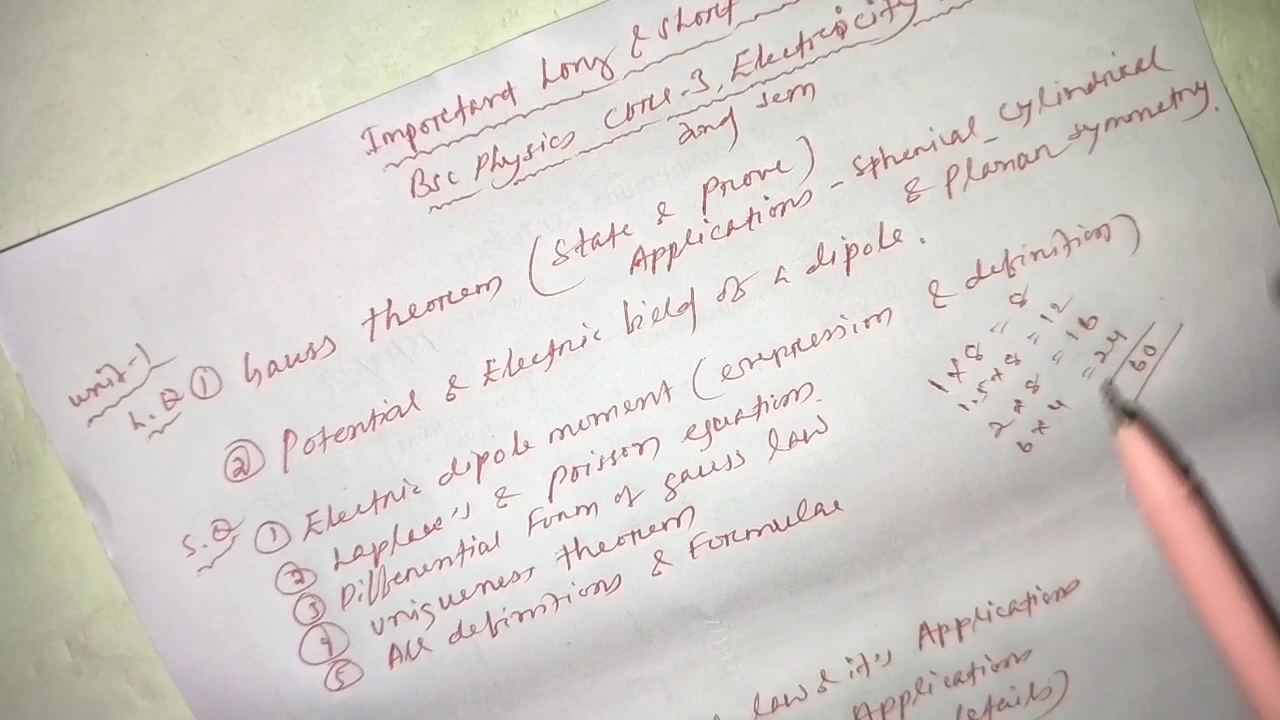 Important Long & short
Bsc Physics Core-3, Electricity
2nd sem
Unit-1
L.Q ① Gauss theorem (State & Prove)
Applications - spherical, cylindrical
& Planar symmetry.
② Potential & Electric field of a dipole.
S.Q ① Electric dipole moment (expression & definition)
② Laplace's & Poisson equation
③ Differential Form of gauss law
④ uniqueness theorem
⑤ All definitions & Formulae
1 × 8 = 8
1.5 × 8 = 12
2 × 8 = 16
6 × 4 = 24
60
law & it's Application
Application
details)